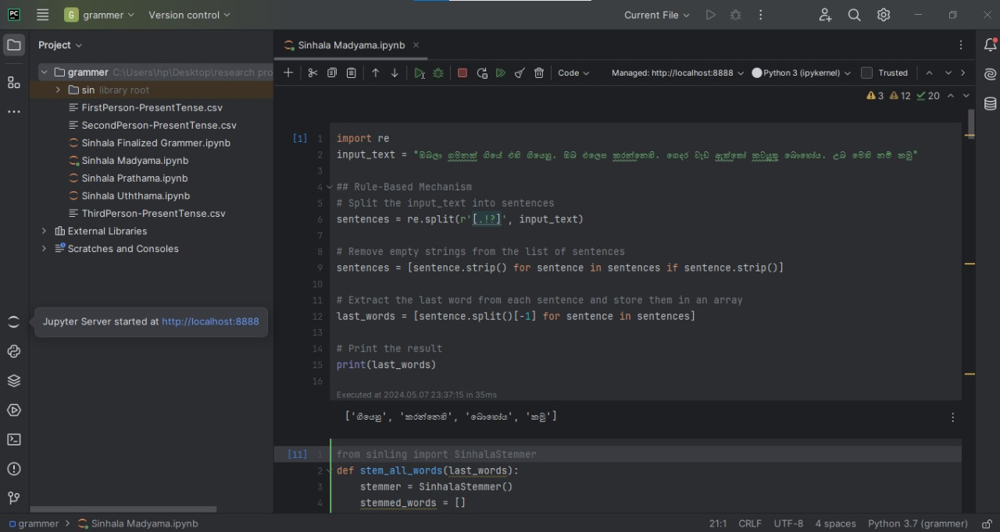 PC
G grammer
Version control
Current File
Project
Sinhala Madyama.ipynb
grammer C:\Users\hp\Desktop\research pro
sin library root
FirstPerson-PresentTense.csv
SecondPerson-PresentTense.csv
Sinhala Finalized Grammer.ipynb
Sinhala Madyama.ipynb
Sinhala Prathama.ipynb
Sinhala Uththama.ipynb
ThirdPerson-PresentTense.csv
External Libraries
Scratches and Consoles
Jupyter Server started at http://localhost:8888
Code
Managed: http://localhost:8888
Python 3 (ipykernel)
Trusted
3 12 20
[1]
1 import re
2 input_text = "ඔබලා ගමනක් ගියේ එහි ගියෙහු. ඔබ එලෙස කරන්නෙහි. ගෙදර වැඩ ඇත්තෝ කටයුතු බොහෝය. උබ මෙහි නම් කමු"
3
4 ## Rule-Based Mechanism
5 # Split the input_text into sentences
6 sentences = re.split(r'[.!?]', input_text)
7
8 # Remove empty strings from the list of sentences
9 sentences = [sentence.strip() for sentence in sentences if sentence.strip()]
10
11 # Extract the last word from each sentence and store them in an array
12 last_words = [sentence.split()[-1] for sentence in sentences]
13
14 # Print the result
15 print(last_words)
16
Executed at 2024.05.07 23:37:15 in 35ms
['ගියෙහු', 'කරන්නෙහි', 'බොහෝය', 'කමු']
[11]
1 from sinling import SinhalaStemmer
2 def stem_all_words(last_words):
3 stemmer = SinhalaStemmer()
4 stemmed_words = []
grammer > Sinhala Madyama.ipynb
21:1 CRLF UTF-8 4 spaces Python 3.7 (grammer)